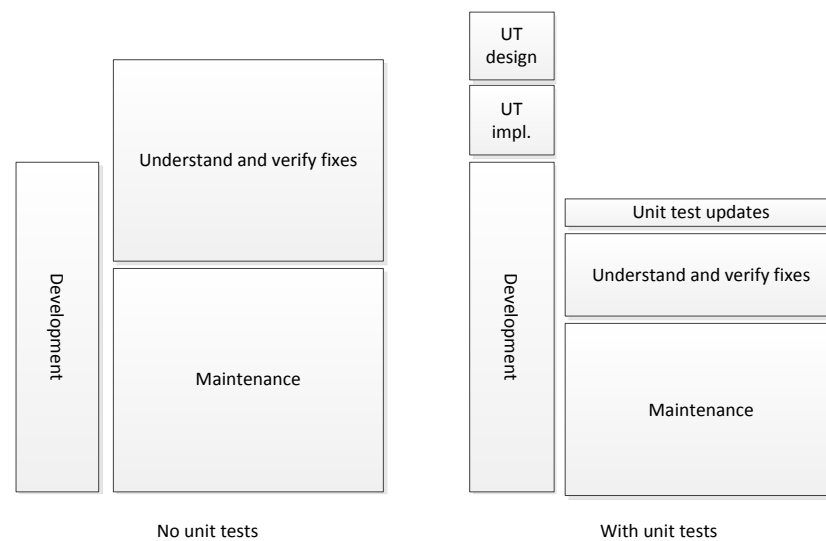 Understand and verify fixes
Development
Maintenance
No unit tests
UT
design
UT
impl.
Development
Unit test updates
Understand and verify fixes
Maintenance
With unit tests